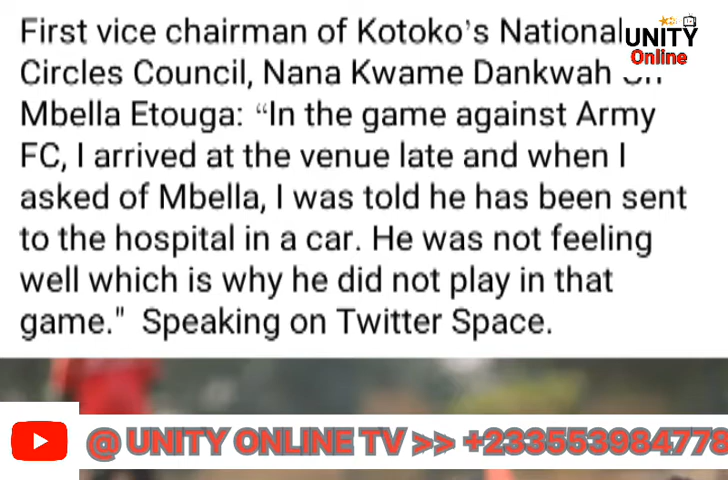 First vice chairman of Kotoko's National
Circles Council, Nana Kwame Dankwah on
Mbella Etouga: “In the game against Army
FC, I arrived at the venue late and when I
asked of Mbella, I was told he has been sent
to the hospital in a car. He was not feeling
well which is why he did not play in that
game." Speaking on Twitter Space.
UNITY
Online
@ UNITY ONLINE TV >> +233553984778